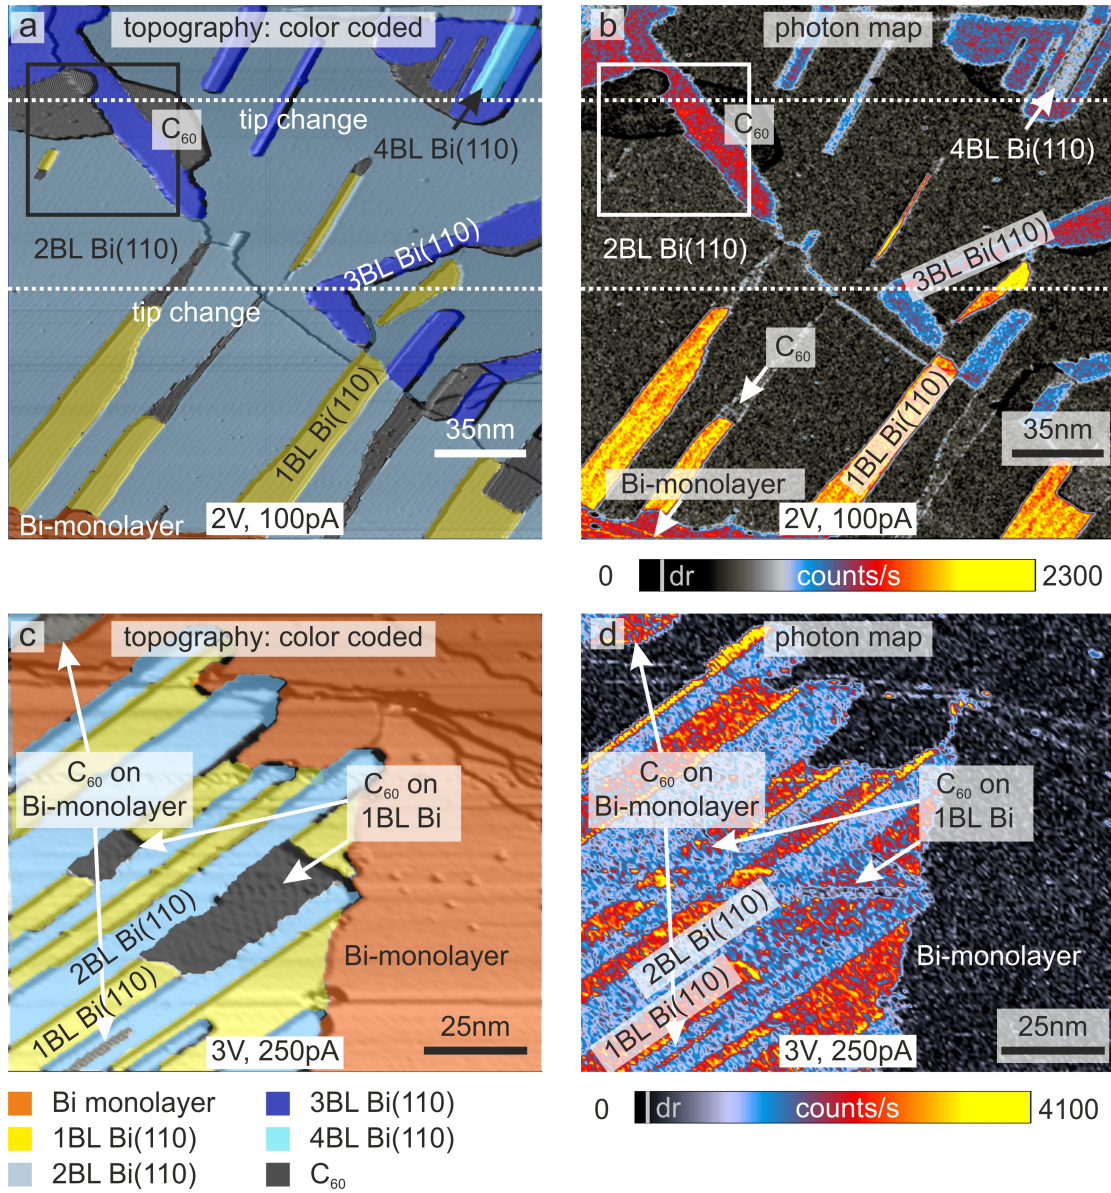 a
topography: color coded
C60
tip change
4BL Bi(110)
2BL Bi(110)
3BL Bi(110)
tip change
1BL Bi(110)
35nm
Bi-monolayer
2V, 100pA
b
photon map
C60
4BL Bi(110)
2BL Bi(110)
3BL Bi(110)
C60
1BL Bi(110)
35nm
Bi-monolayer
2V, 100pA
0 dr counts/s 2300
c
topography: color coded
C60 on
Bi-monolayer
C60 on
1BL Bi
2BL Bi(110)
1BL Bi(110)
Bi-monolayer
25nm
3V, 250pA
d
photon map
C60 on
Bi-monolayer
C60 on
1BL Bi
2BL Bi(110)
1BL Bi(110)
Bi-monolayer
25nm
3V, 250pA
0 dr counts/s 4100
Bi monolayer
1BL Bi(110)
2BL Bi(110)
3BL Bi(110)
4BL Bi(110)
C60